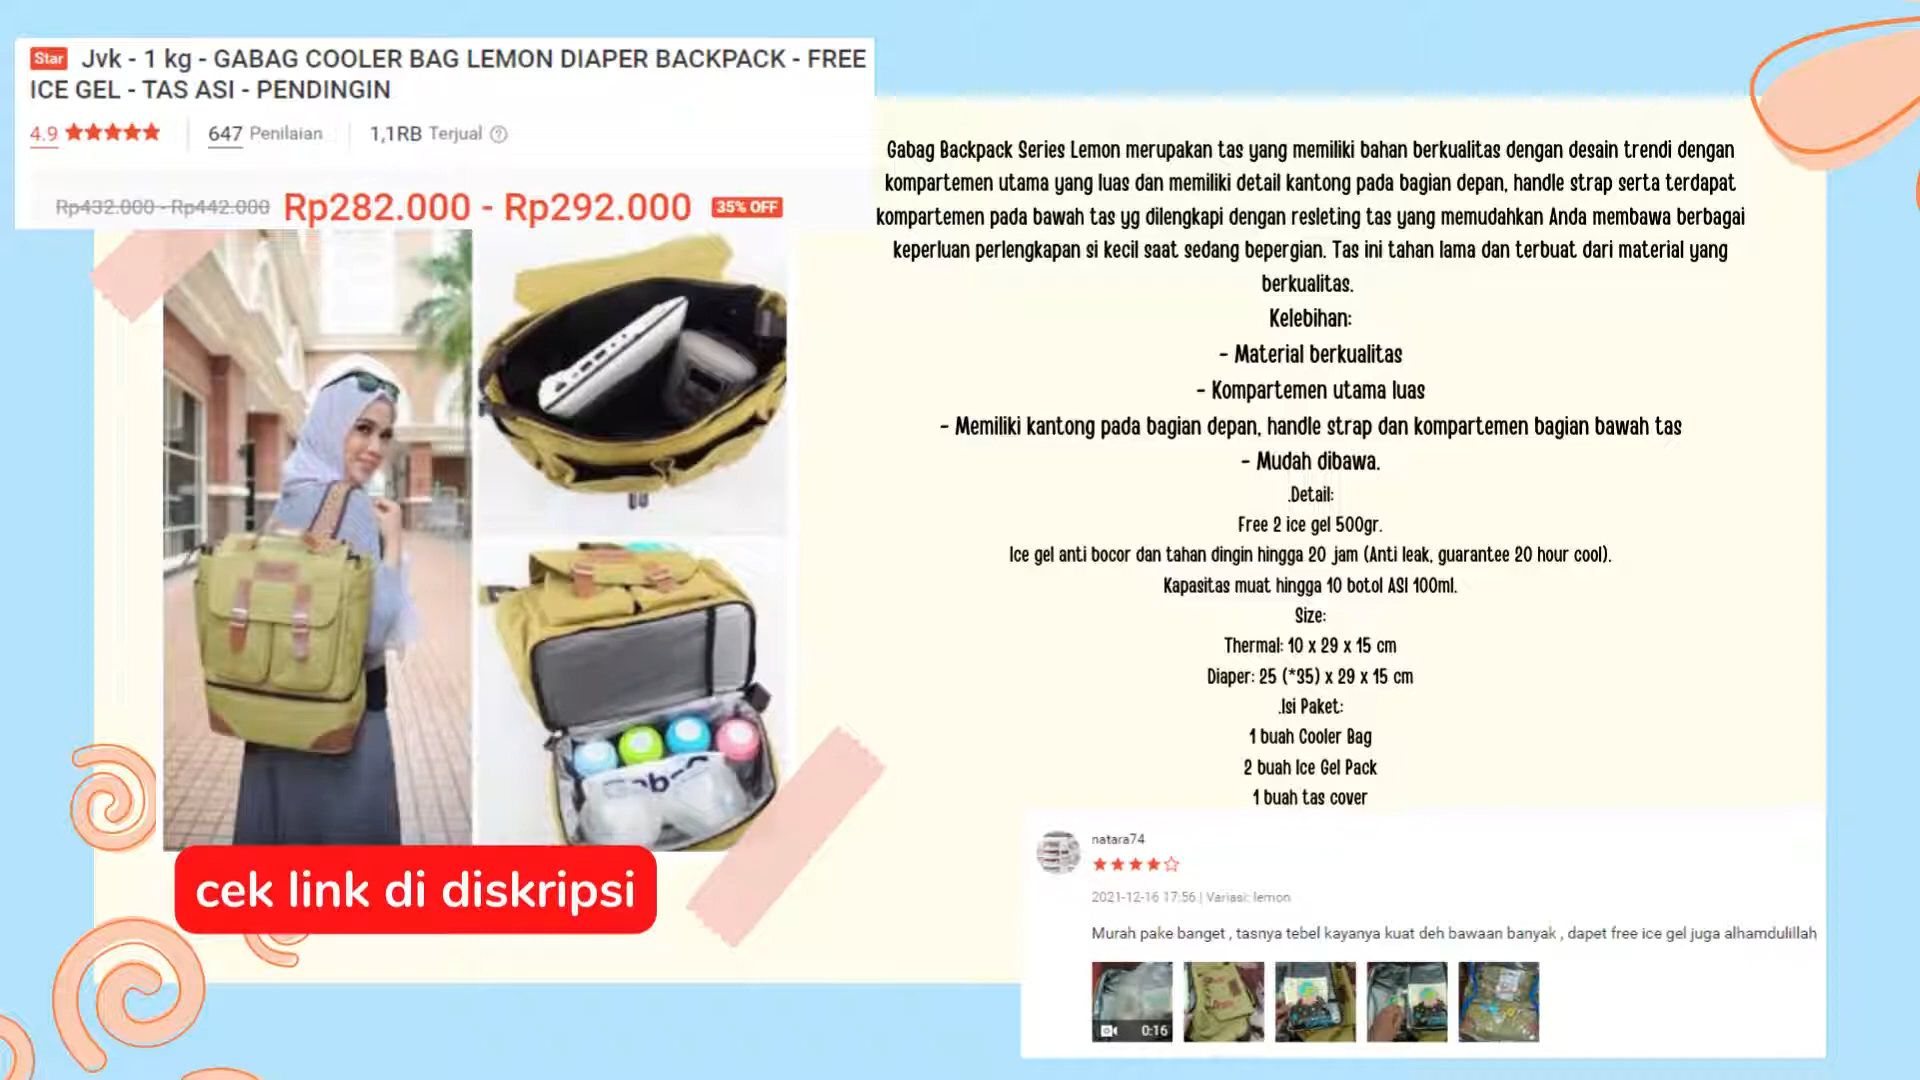 Star Jvk - 1 kg - GABAG COOLER BAG LEMON DIAPER BACKPACK - FREE
ICE GEL - TAS ASI - PENDINGIN
4.9 647 Penilaian 1,1RB Terjual
Rp432.000 - Rp442.000 Rp282.000 - Rp292.000 35% OFF
Gabag Backpack Series Lemon merupakan tas yang memiliki bahan berkualitas dengan desain trendi dengan
kompartemen utama yang luas dan memiliki detail kantong pada bagian depan, handle strap serta terdapat
kompartemen pada bawah tas yg dilengkapi dengan resleting tas yang memudahkan Anda membawa berbagai
keperluan perlengkapan si kecil saat sedang bepergian. Tas ini tahan lama dan terbuat dari material yang
berkualitas.
Kelebihan:
- Material berkualitas
- Kompartemen utama luas
- Memiliki kantong pada bagian depan, handle strap dan kompartemen bagian bawah tas
- Mudah dibawa.
.Detail:
Free 2 ice gel 500gr.
Ice gel anti bocor dan tahan dingin hingga 20 jam (Anti leak, guarantee 20 hour cool).
Kapasitas muat hingga 10 botol ASI 100ml.
Size:
Thermal: 10 x 29 x 15 cm
Diaper: 25 (*35) x 29 x 15 cm
.Isi Paket:
1 buah Cooler Bag
2 buah Ice Gel Pack
1 buah tas cover
cek link di diskripsi
natara74
2021-12-16 17:56 | Variasi: lemon
Murah pake banget , tasnya tebel kayanya kuat deh bawaan banyak , dapet free ice gel juga alhamdulillah
0:16